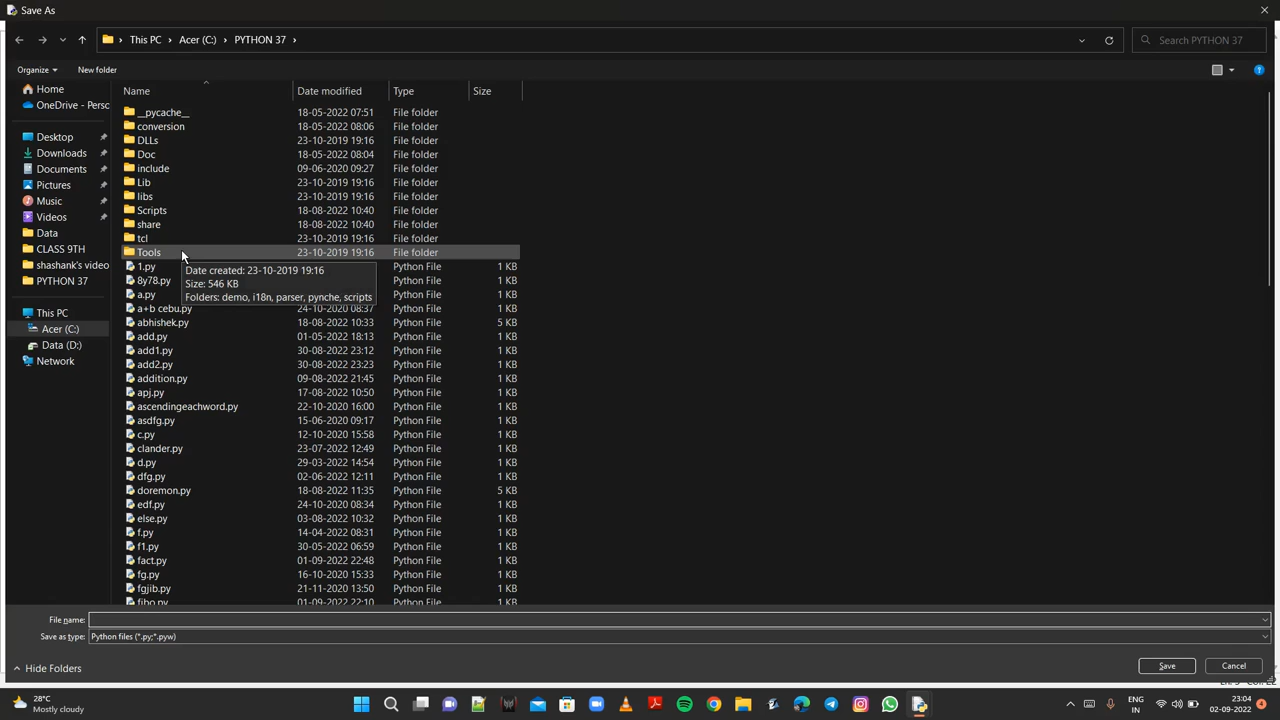 Save As
This PC Acer (C:) PYTHON 37
Search PYTHON 37
Organize
New folder
Name Date modified Type Size
Home
OneDrive - Perso
Desktop
Downloads
Documents
Pictures
Music
Videos
Data
CLASS 9TH
shashank's video
PYTHON 37
This PC
Acer (C:)
Data (D:)
Network
__pycache__ 18-05-2022 07:51 File folder
conversion 18-05-2022 08:06 File folder
DLLs 23-10-2019 19:16 File folder
Doc 18-05-2022 08:04 File folder
include 09-06-2020 09:27 File folder
Lib 23-10-2019 19:16 File folder
libs 23-10-2019 19:16 File folder
Scripts 18-08-2022 10:40 File folder
share 18-08-2022 10:40 File folder
tcl 23-10-2019 19:16 File folder
Tools 23-10-2019 19:16 File folder
1.py Python File 1 KB
8y78.py Python File 1 KB
a.py Python File 1 KB
Date created: 23-10-2019 19:16
Size: 546 KB
Folders: demo, i18n, parser, pynche, scripts
a+b cebu.py 24-10-2020 08:37 Python File 1 KB
abhishek.py 18-08-2022 10:33 Python File 5 KB
add.py 01-05-2022 18:13 Python File 1 KB
add1.py 30-08-2022 23:12 Python File 1 KB
add2.py 30-08-2022 23:23 Python File 1 KB
addition.py 09-08-2022 21:45 Python File 1 KB
apj.py 17-08-2022 10:50 Python File 1 KB
ascendingeachword.py 22-10-2020 16:00 Python File 1 KB
asdfg.py 15-06-2020 09:17 Python File 1 KB
c.py 12-10-2020 15:58 Python File 1 KB
clander.py 23-07-2022 12:49 Python File 1 KB
d.py 29-03-2022 14:54 Python File 1 KB
dfg.py 02-06-2022 12:11 Python File 1 KB
doremon.py 18-08-2022 11:35 Python File 5 KB
edf.py 24-10-2020 08:34 Python File 1 KB
else.py 03-08-2022 10:32 Python File 1 KB
f.py 14-04-2022 08:31 Python File 1 KB
f1.py 30-05-2022 06:59 Python File 1 KB
fact.py 01-09-2022 22:48 Python File 1 KB
fg.py 16-10-2020 15:33 Python File 1 KB
fgjib.py 21-11-2020 13:50 Python File 1 KB
fibo.py 01-09-2022 22:10 Python File 1 KB
File name:
Save as type: Python files (*.py;*.pyw)
Hide Folders
Save
Cancel
28°C
Mostly cloudy
ENG
IN
23:04
02-09-2022